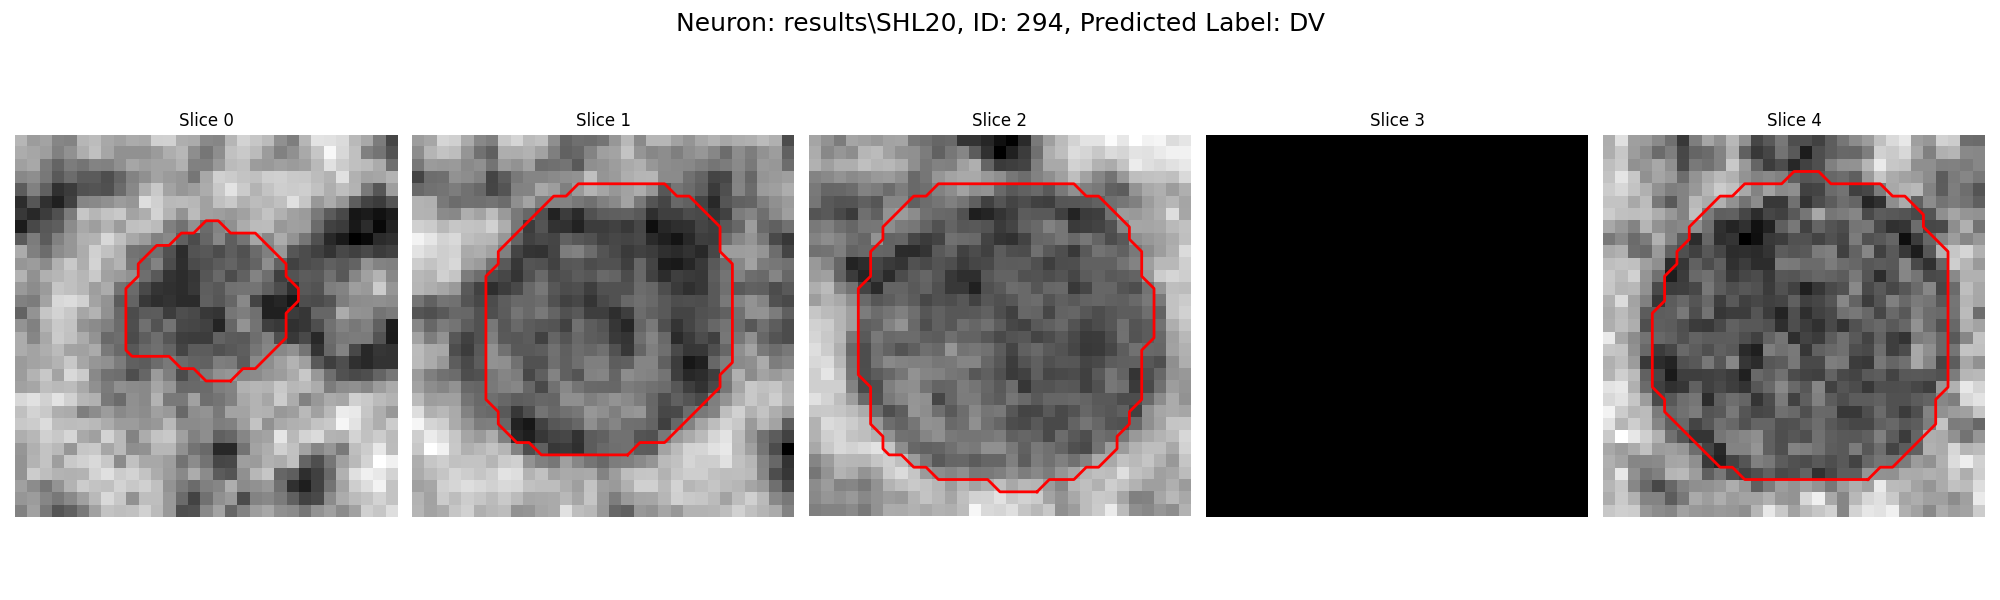 Neuron: results\SHL20, ID: 294, Predicted Label: DV
Slice 0
Slice 1
Slice 2
Slice 3
Slice 4